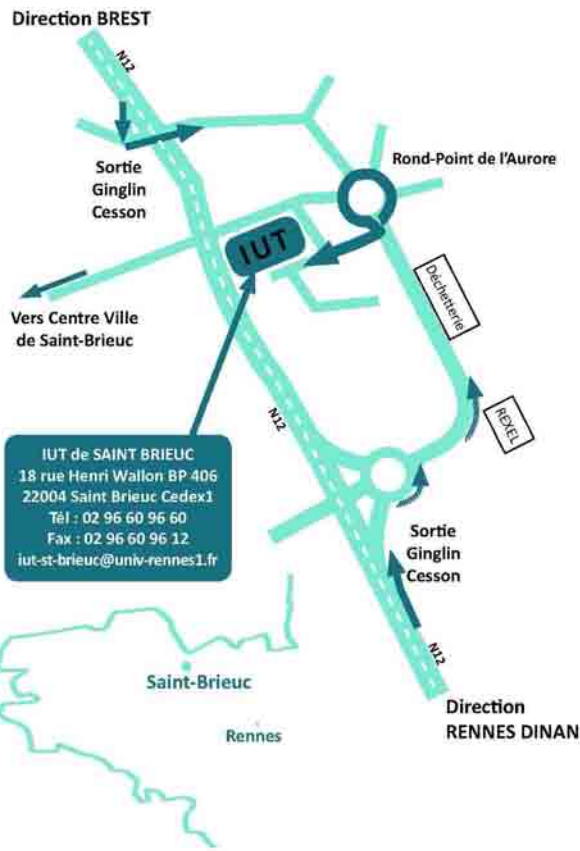 Direction BREST
N12
Sortie
Ginglin
Cesson
Rond-Point de l'Aurore
IUT
Déchetterie
Vers Centre Ville
de Saint-Brieuc
N12
REXEL
IUT de SAINT BRIEUC
18 rue Henri Wallon BP 406
22004 Saint Brieuc Cedex1
Tél : 02 96 60 96 60
Fax : 02 96 60 96 12
iut-st-brieuc@univ-rennes1.fr
Sortie
Ginglin
Cesson
N12
Saint-Brieuc
Rennes
Direction
RENNES DINAN